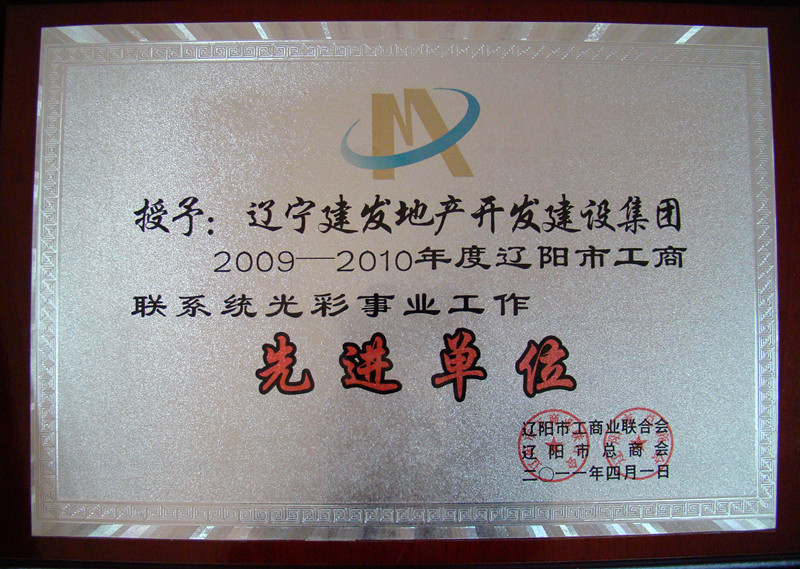 授予：辽宁建发地产开发建设集团
2009—2010年度辽阳市工商
联系统光彩事业工作
先进单位
辽阳市工商业联合会
辽阳市总商会
二〇一一年四月一日